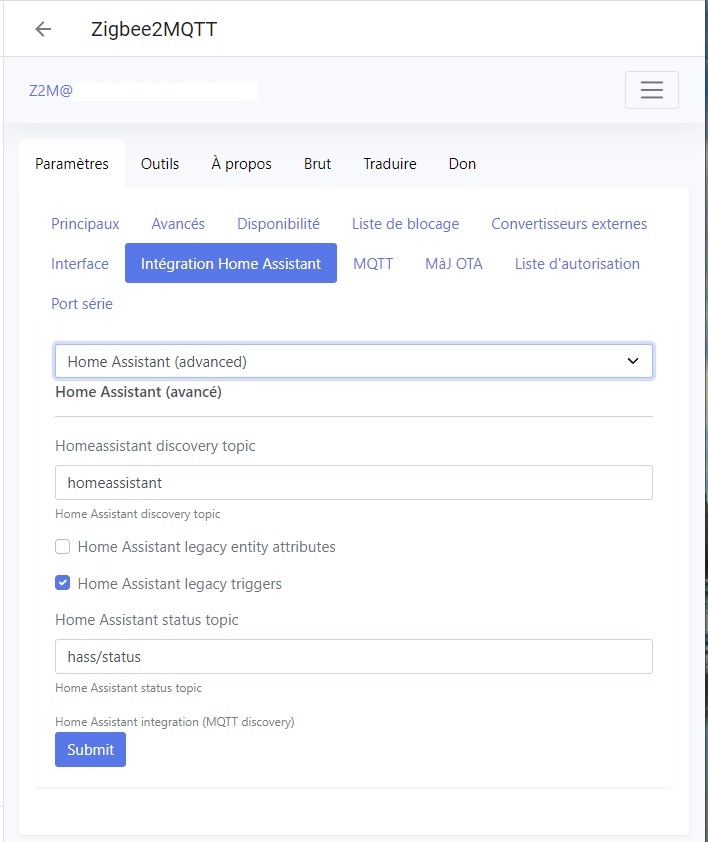 Zigbee2MQTT
Z2M@
Paramètres Outils À propos Brut Traduire Don
Principaux Avancés Disponibilité Liste de blocage Convertisseurs externes
Interface Intégration Home Assistant MQTT MàJ OTA Liste d'autorisation
Port série
Home Assistant (advanced)
Home Assistant (avancé)
Homeassistant discovery topic
homeassistant
Home Assistant discovery topic
Home Assistant legacy entity attributes
Home Assistant legacy triggers
Home Assistant status topic
hass/status
Home Assistant status topic
Home Assistant integration (MQTT discovery)
Submit